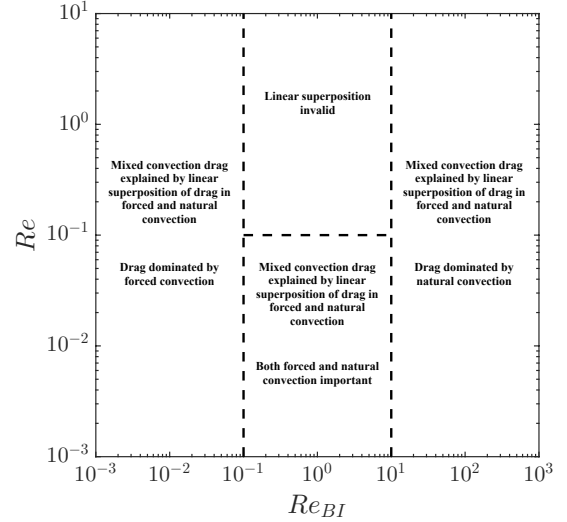 10^1
Linear superposition
invalid
10^0
Re
Mixed convection drag
explained by linear
superposition of drag in
forced and natural
convection
Mixed convection drag
explained by linear
superposition of drag in
forced and natural
convection
10^{-1}
Drag dominated by
forced convection
Mixed convection drag
explained by linear
superposition of drag in
forced and natural
convection
Drag dominated by
natural convection
10^{-2}
Both forced and natural
convection important
10^{-3}
10^{-3} 10^{-2} 10^{-1} 10^0 10^1 10^2 10^3
Re_{BI}